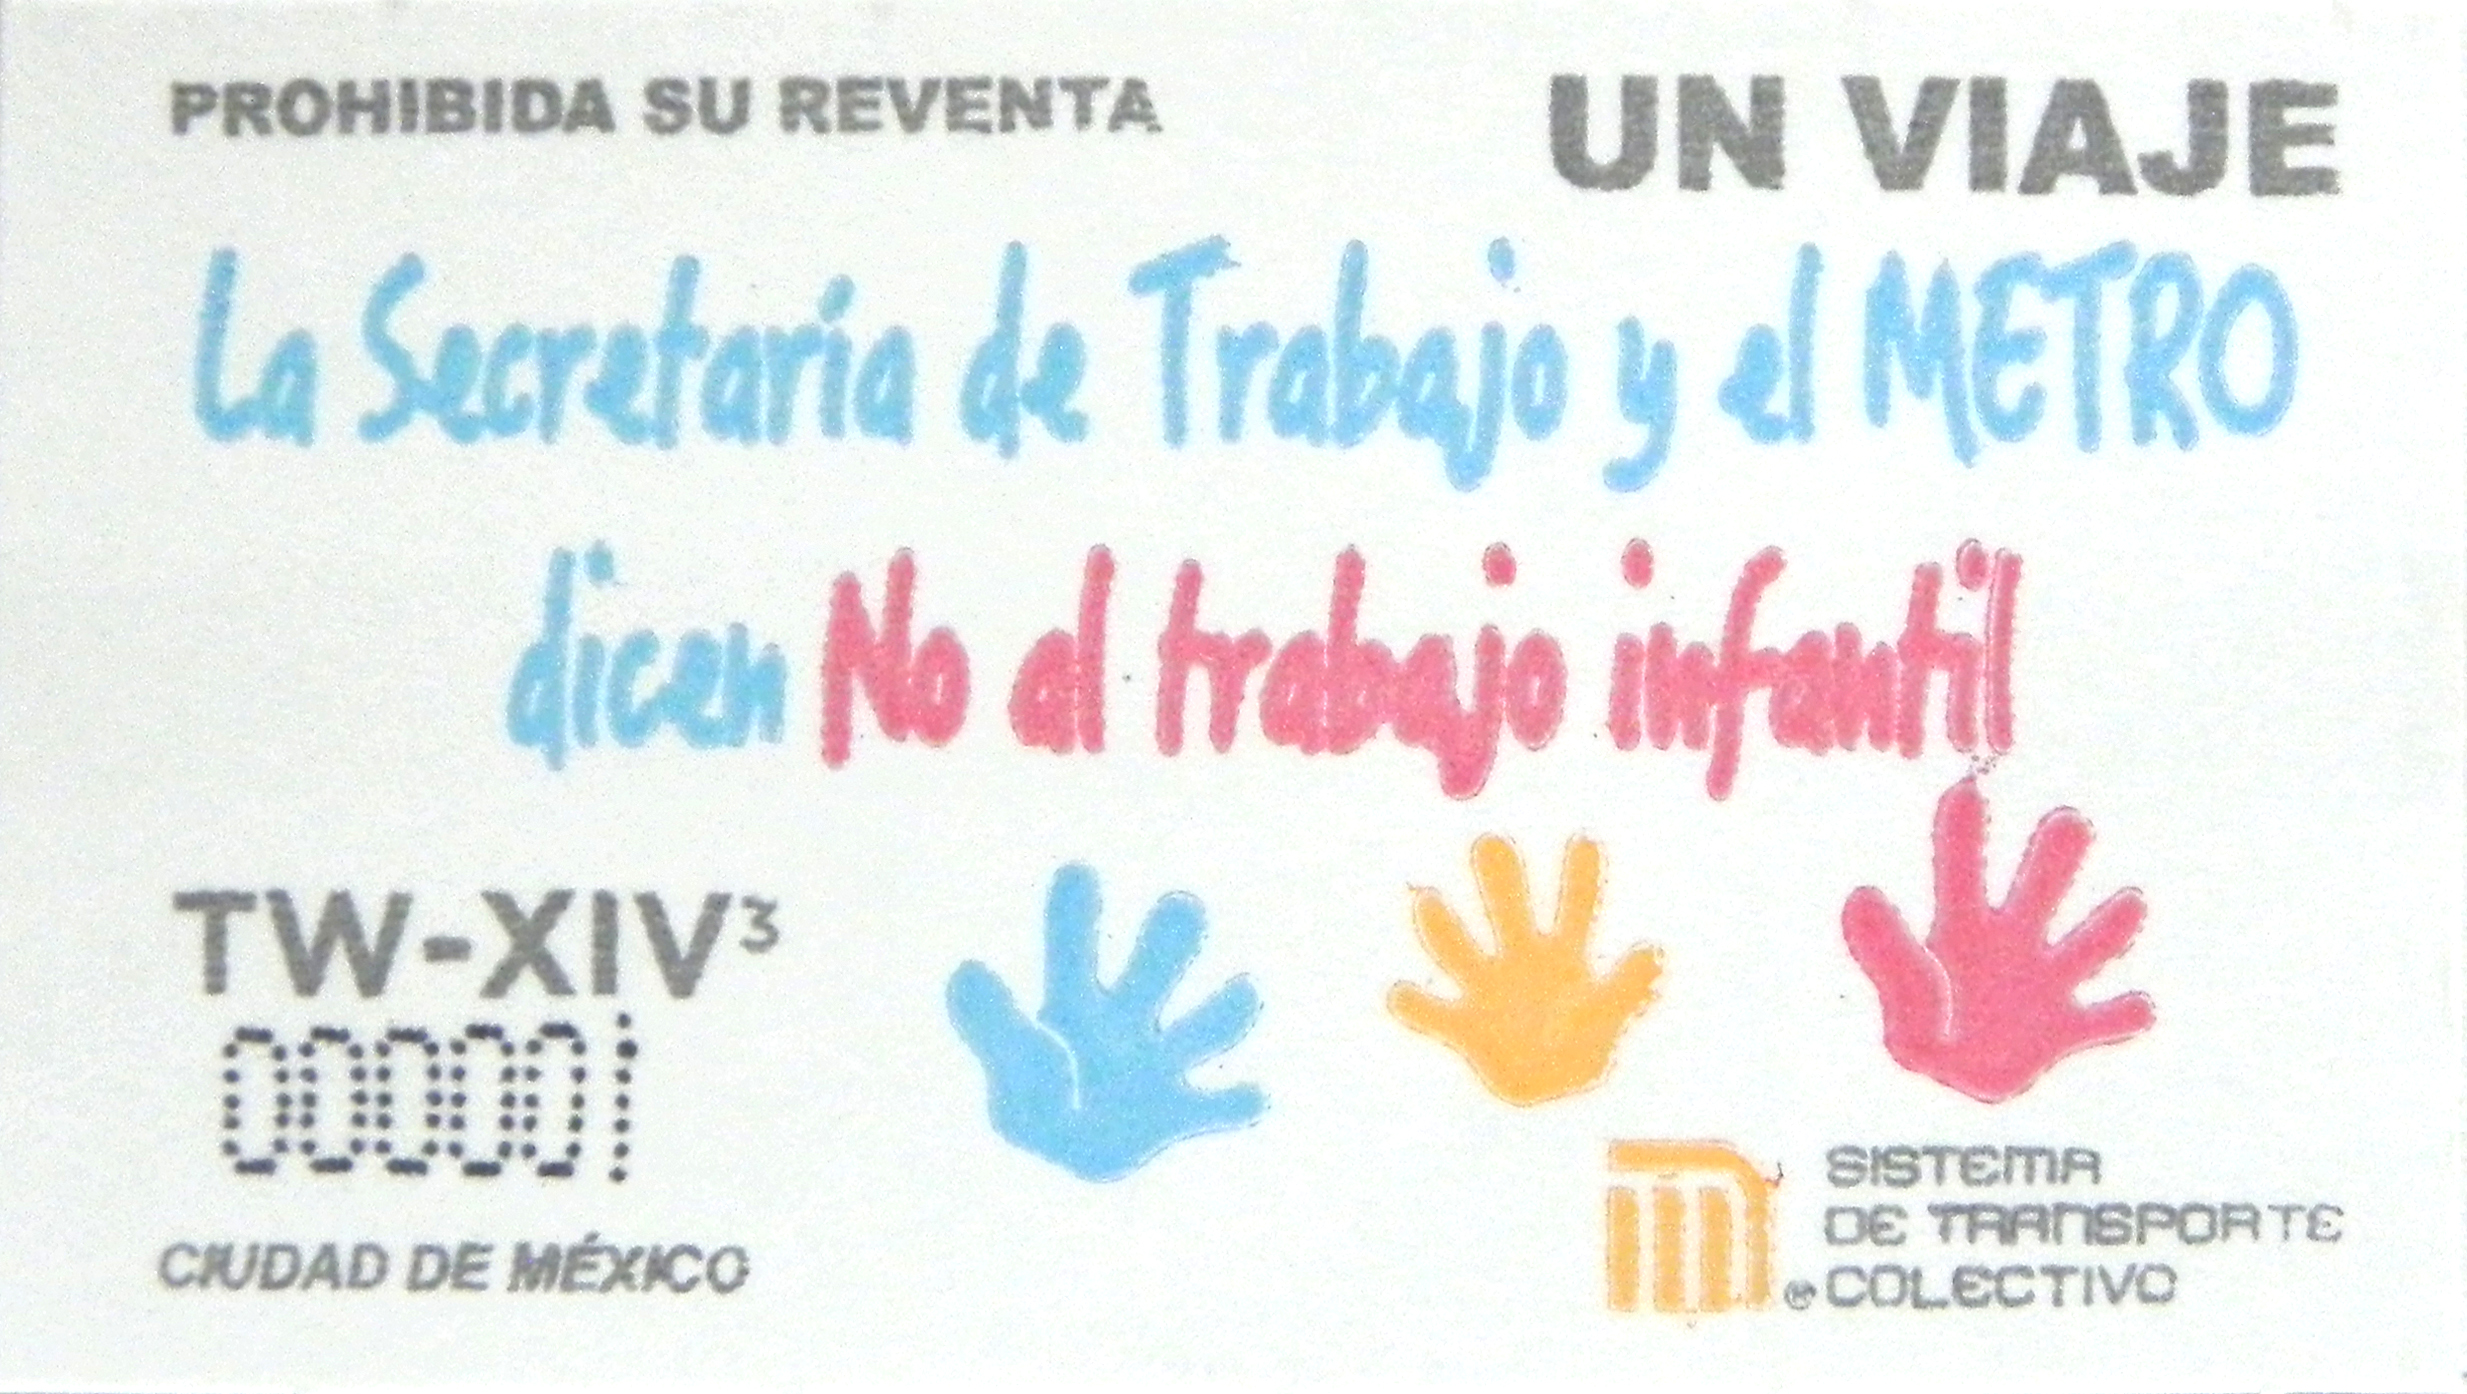 PROHIBIDA SU REVENTA
UN VIAJE
La Secretaría de Trabajo y el METRO
dicen No al trabajo infantil
TW-XIV³
000001
CIUDAD DE MÉXICO
SISTEMA
DE TRANSPORTE
COLECTIVO